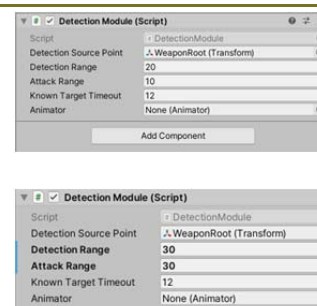 Detection Module (Script)
Script DetectionModule
Detection Source Point WeaponRoot (Transform)
Detection Range 20
Attack Range 10
Known Target Timeout 12
Animator None (Animator)
Add Component
Detection Module (Script)
Script DetectionModule
Detection Source Point WeaponRoot (Transform)
Detection Range 30
Attack Range 30
Known Target Timeout 12
Animator None (Animator)